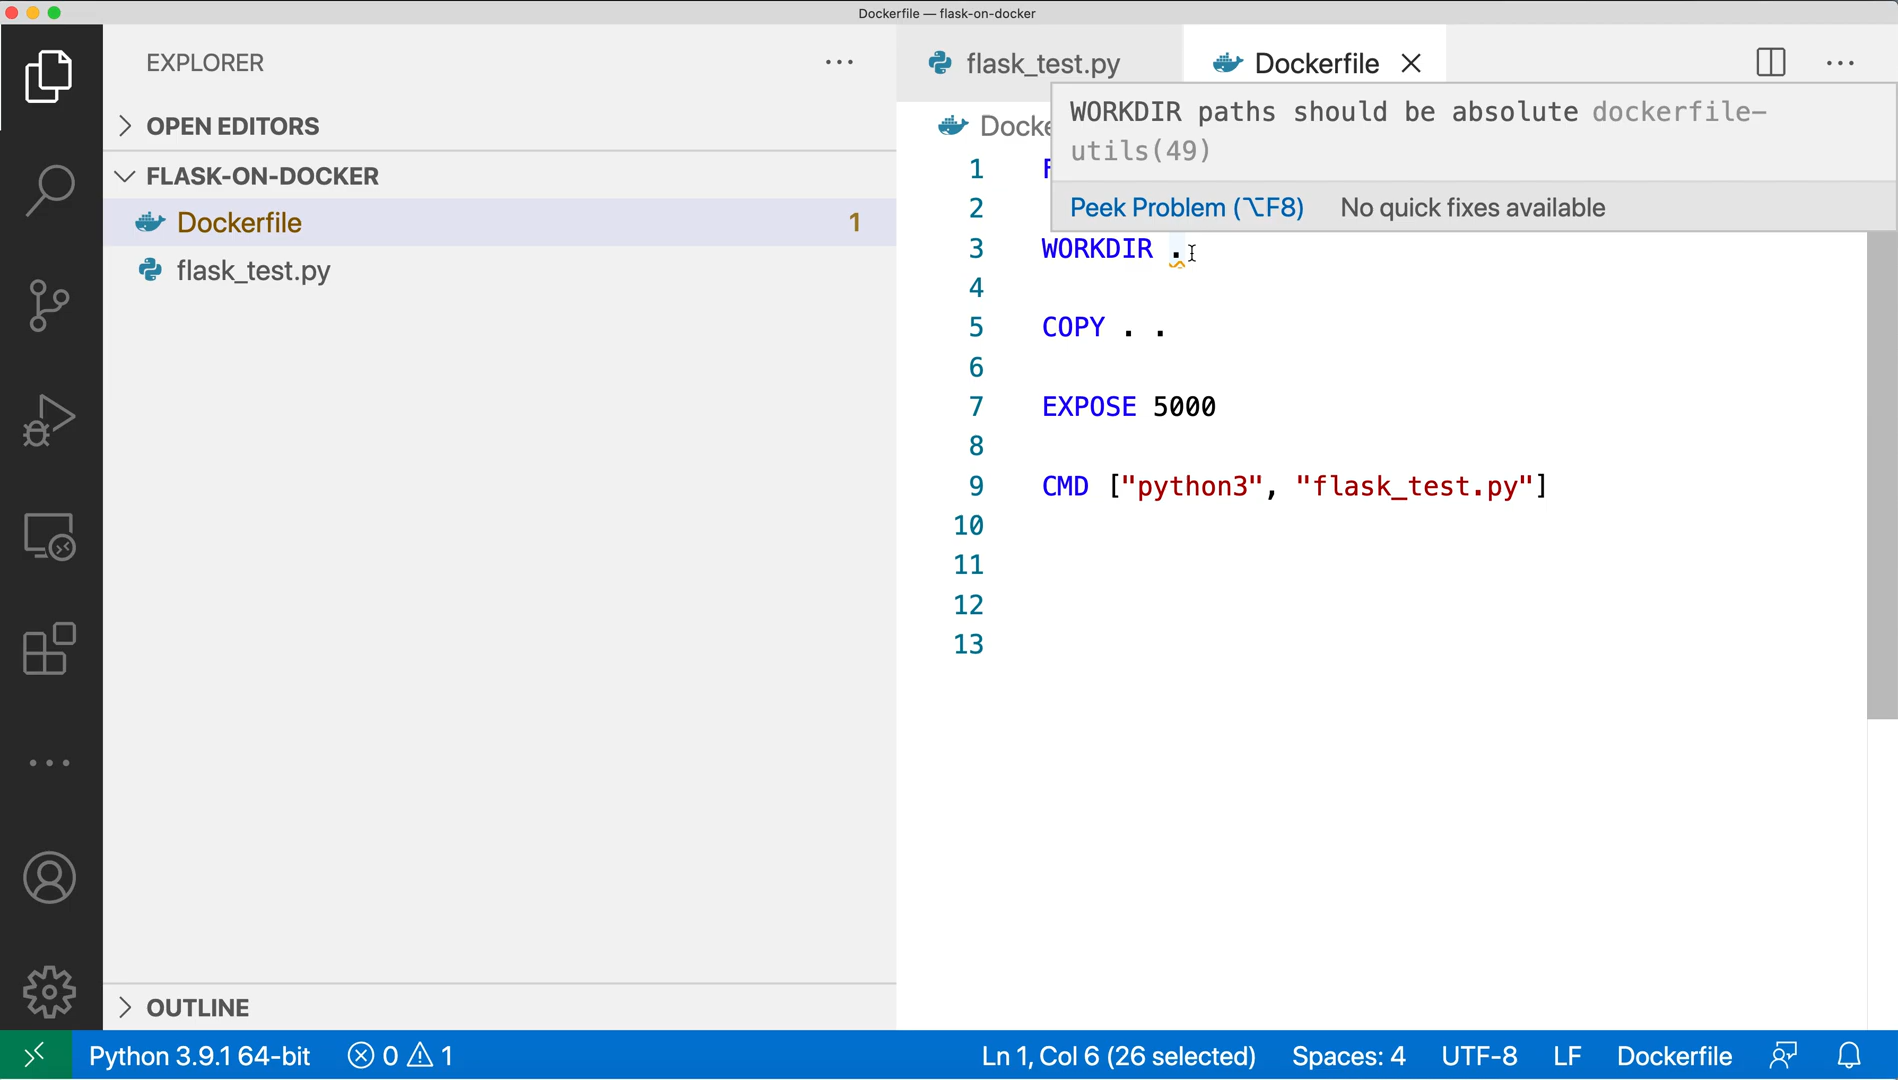 Dockerfile — flask-on-docker
EXPLORER
OPEN EDITORS
FLASK-ON-DOCKER
Dockerfile 1
flask_test.py
OUTLINE
flask_test.py
Dockerfile
Docke
WORKDIR paths should be absolute dockerfile-
utils(49)
Peek Problem (⌥F8) No quick fixes available
1 F
2
3 WORKDIR .
4
5 COPY . .
6
7 EXPOSE 5000
8
9 CMD ["python3", "flask_test.py"]
10
11
12
13
Python 3.9.1 64-bit 0 1 Ln 1, Col 6 (26 selected) Spaces: 4 UTF-8 LF Dockerfile